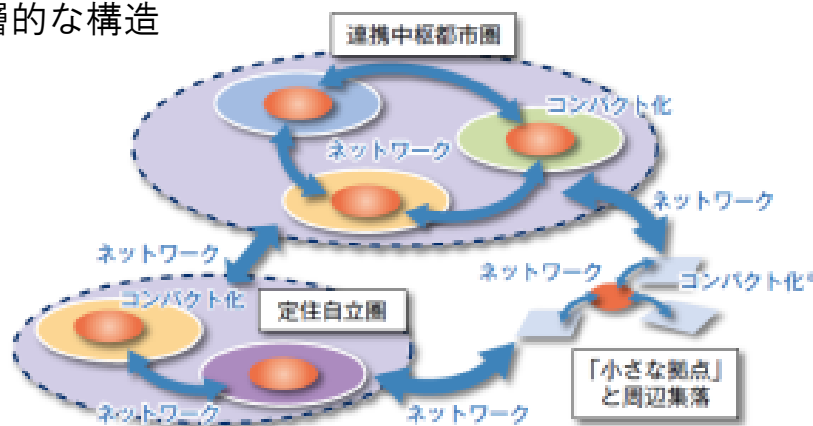 層的な構造
連携中枢都市圏
コンパクト化
ネットワーク
ネットワーク
ネットワーク
ネットワーク
コンパクト化
コンパクト化
定住自立圏
「小さな拠点」
と周辺集落
ネットワーク
ネットワーク